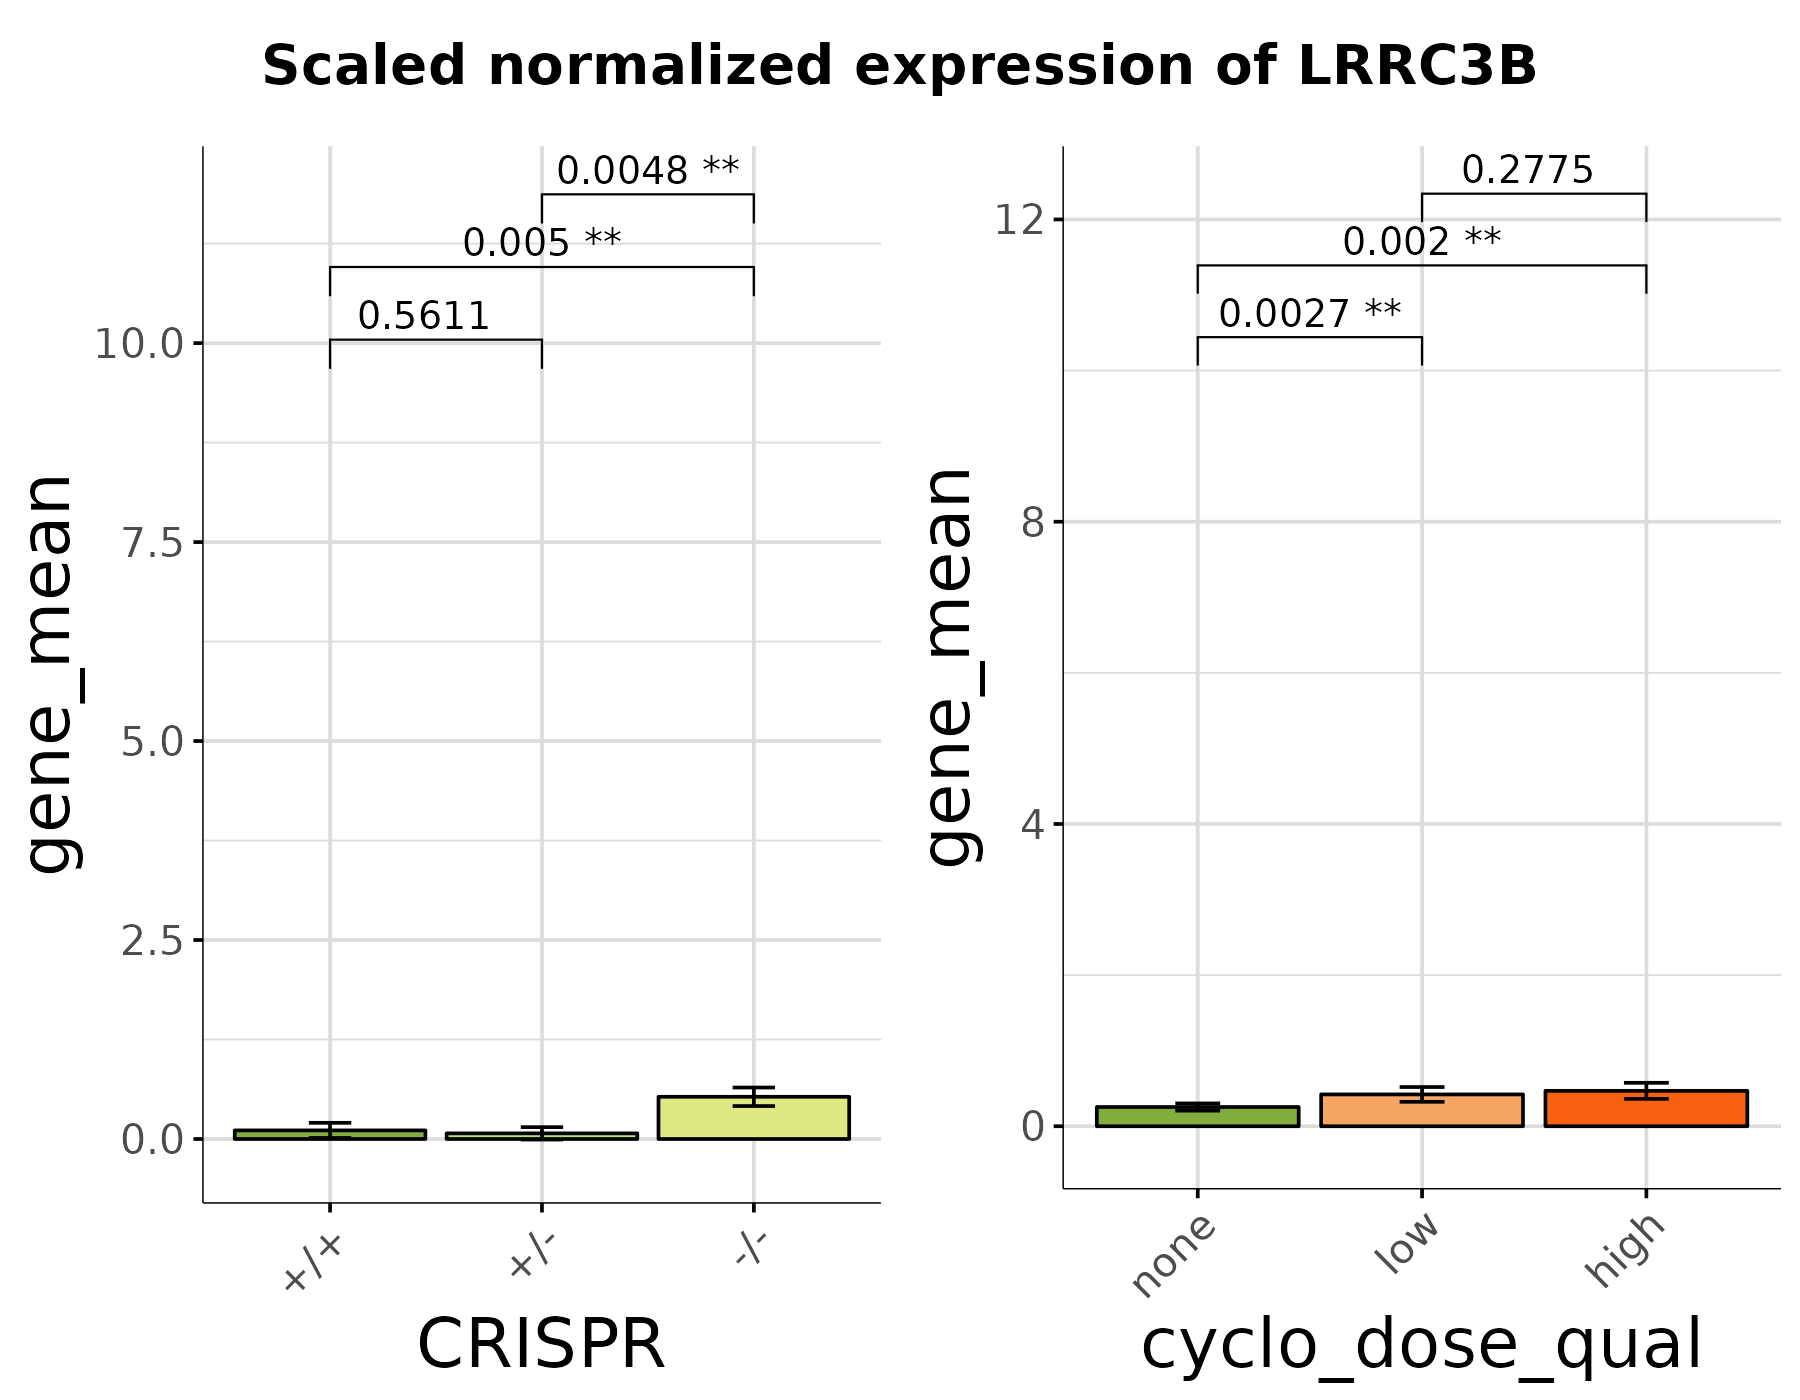 Scaled normalized expression of LRRC3B
0.0048 **
0.005 **
0.5611
10.0
7.5
5.0
2.5
0.0
gene_mean
+/+
+/-
-/-
CRISPR
0.2775
0.002 **
0.0027 **
12
8
4
0
gene_mean
none
low
high
cyclo_dose_qual